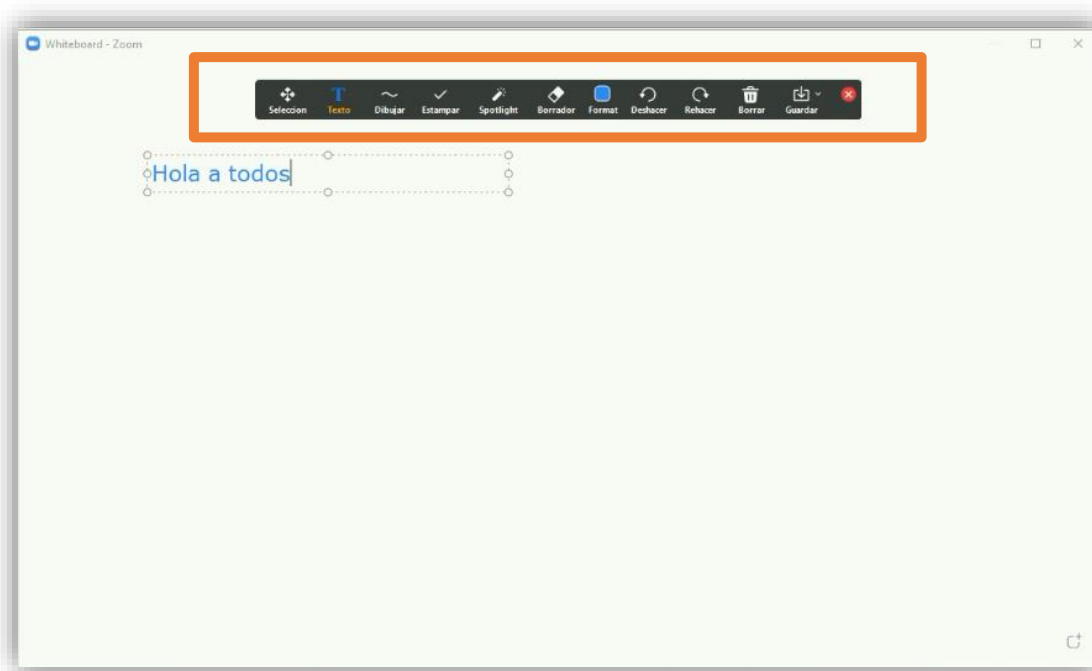 Whiteboard - Zoom
Seleccion Texto Dibujar Estampar Spotlight Borrador Format Deshacer Rehacer Borrar Guardar
Hola a todos